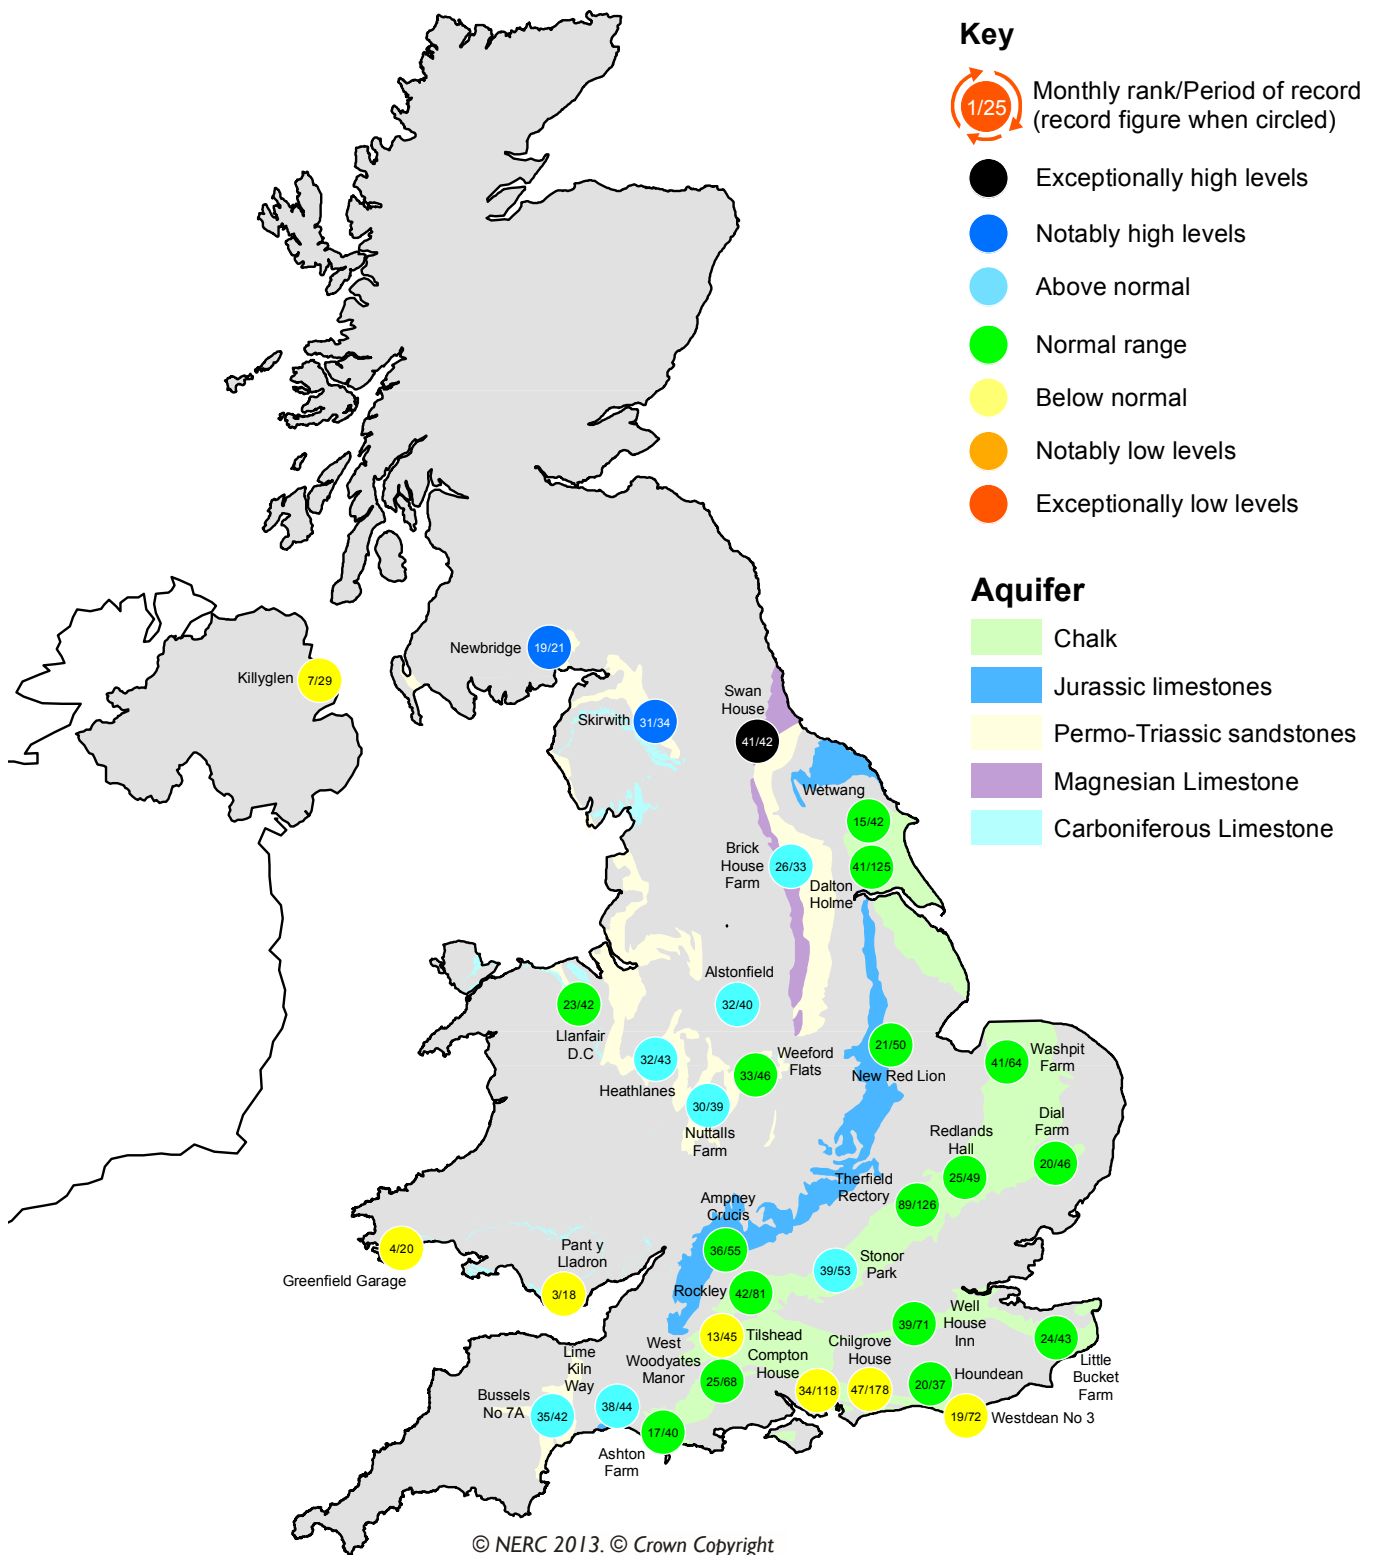 Key
1/25
Monthly rank/Period of record
(record figure when circled)
Exceptionally high levels
Notably high levels
Above normal
Normal range
Below normal
Notably low levels
Exceptionally low levels
Aquifer
Chalk
Jurassic limestones
Permo-Triassic sandstones
Magnesian Limestone
Carboniferous Limestone
Newbridge
19/21
Killyglen
7/29
Skirwith
31/34
Swan
House
41/42
Wetwang
15/42
Brick
House
Farm
26/33
41/125
Dalton
Holme
Alstonfield
32/40
23/42
Llanfair
D.C
32/43
Heathlanes
33/46
Weeford
Flats
30/39
Nuttalls
Farm
21/50
New Red Lion
41/64
Washpit
Farm
Dial
Farm
20/46
Redlands
Hall
25/49
Therfield
Rectory
89/126
Ampney
Crucis
36/55
Stonor
Park
39/53
4/20
Greenfield Garage
Pant y
Lladron
3/18
Rockley
42/81
13/45
Tilshead
Well
House
Inn
39/71
24/43
Little
Bucket
Farm
West
Woodyates
Manor
25/68
Compton
House
34/118
Chilgrove
House
47/178
Houndean
20/37
19/72
Westdean No 3
Lime
Kiln
Way
38/44
Bussels
No 7A
35/42
17/40
Ashton
Farm
© NERC 2013. © Crown Copyright